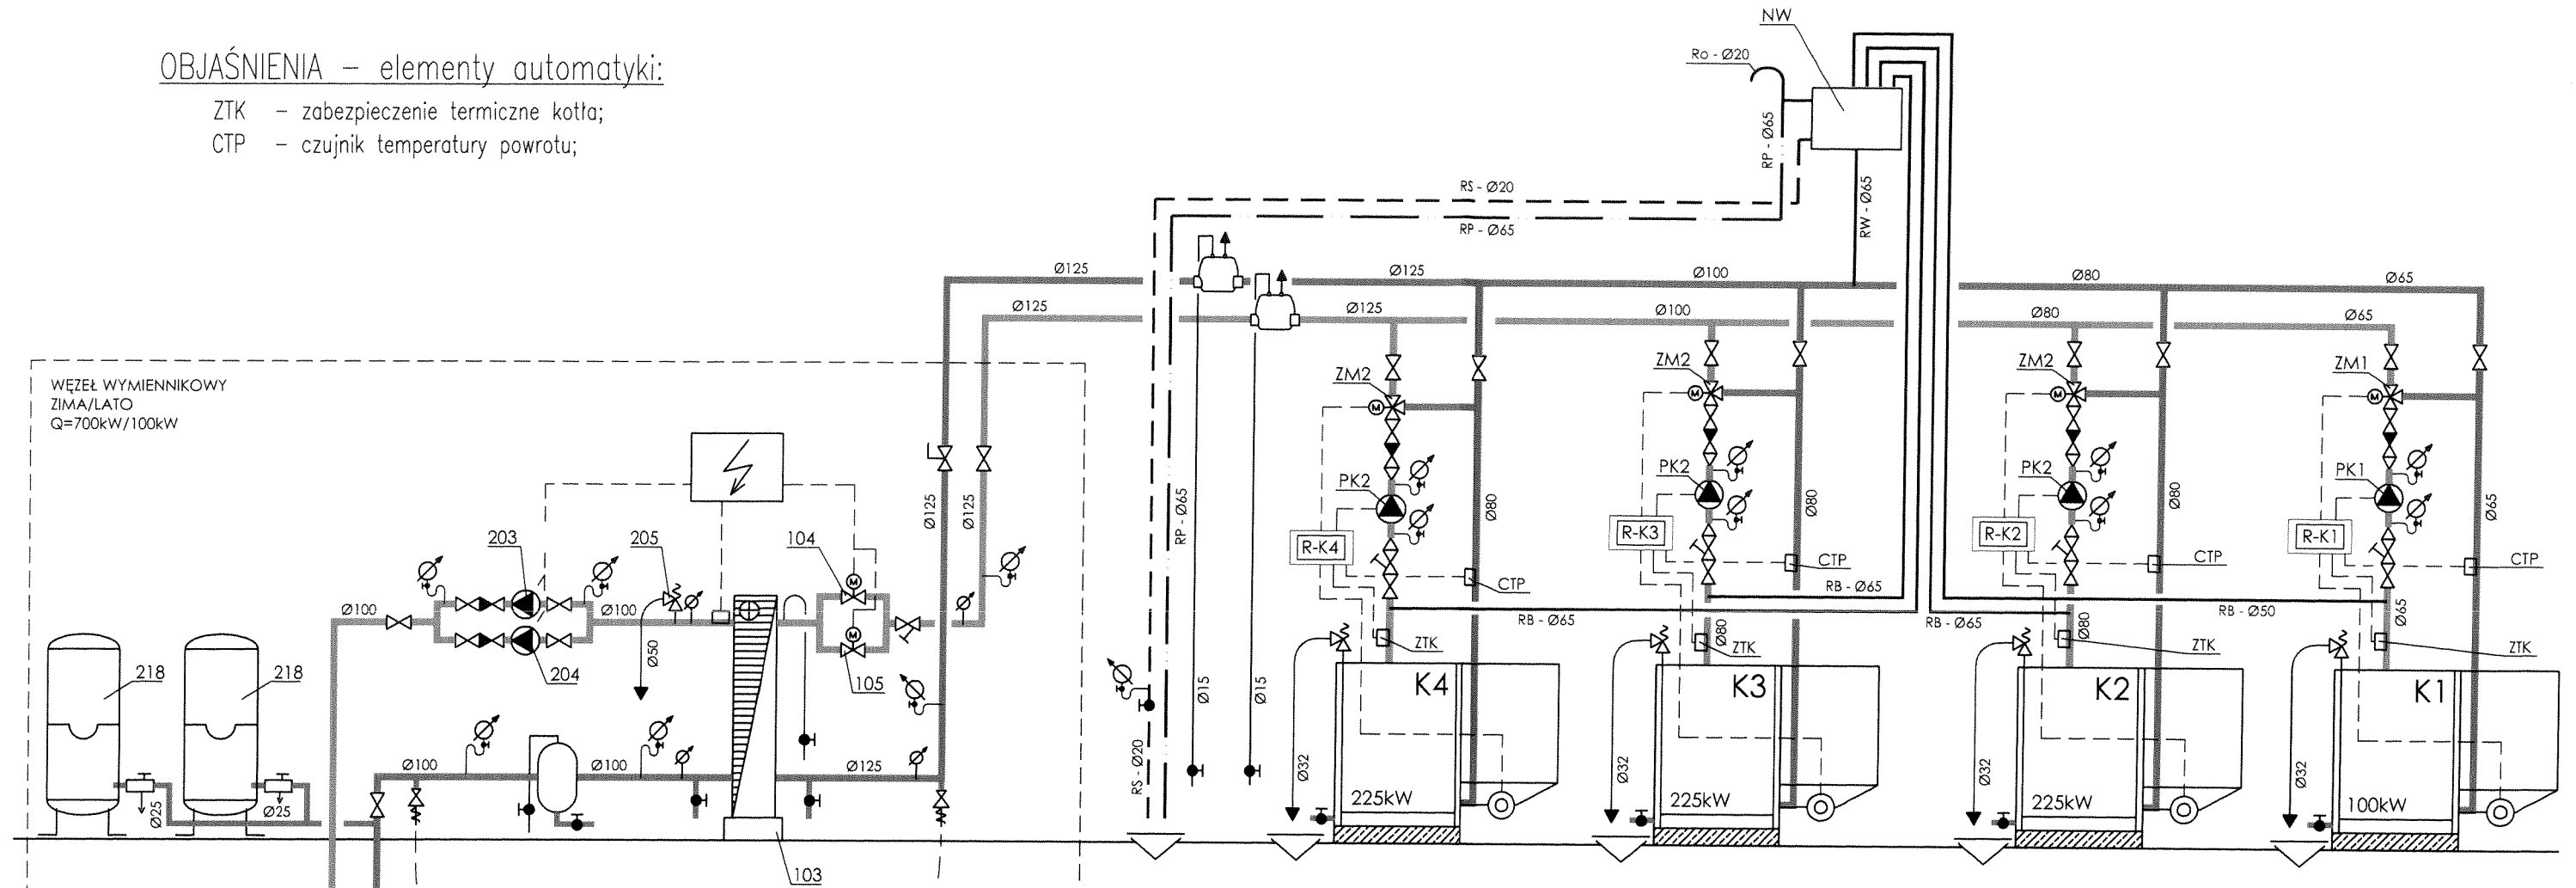 OBJAŚNIENIA – elementy automatyki:
ZTK – zabezpieczenie termiczne kotła;
CTP – czujnik temperatury powrotu;
NW
Ro - Ø20
RP - Ø65
RW - Ø65
RS - Ø20
RP - Ø65
Ø125
Ø125
Ø100
Ø80
Ø65
Ø125
Ø125
Ø100
Ø80
Ø65
WĘZEŁ WYMIENNIKOWY
ZIMA/LATO
Q=700kW/100kW
ZM2
ZM2
ZM2
ZM1
M
M
M
M
PK2
PK2
PK2
PK1
Ø125
Ø125
RP - Ø65
Ø80
Ø80
Ø80
Ø65
R-K4
R-K3
R-K2
R-K1
203
205
104
M
CTP
CTP
CTP
CTP
Ø100
Ø100
RB - Ø65
RB - Ø65
RB - Ø65
RB - Ø50
Ø80
Ø80
Ø65
M
Ø50
ZTK
ZTK
ZTK
ZTK
218
218
204
105
Ø15
Ø15
K4
K3
K2
K1
Ø100
Ø100
Ø125
RS - Ø20
Ø32
Ø32
Ø32
Ø32
Ø25
Ø25
225kW
225kW
225kW
100kW
103